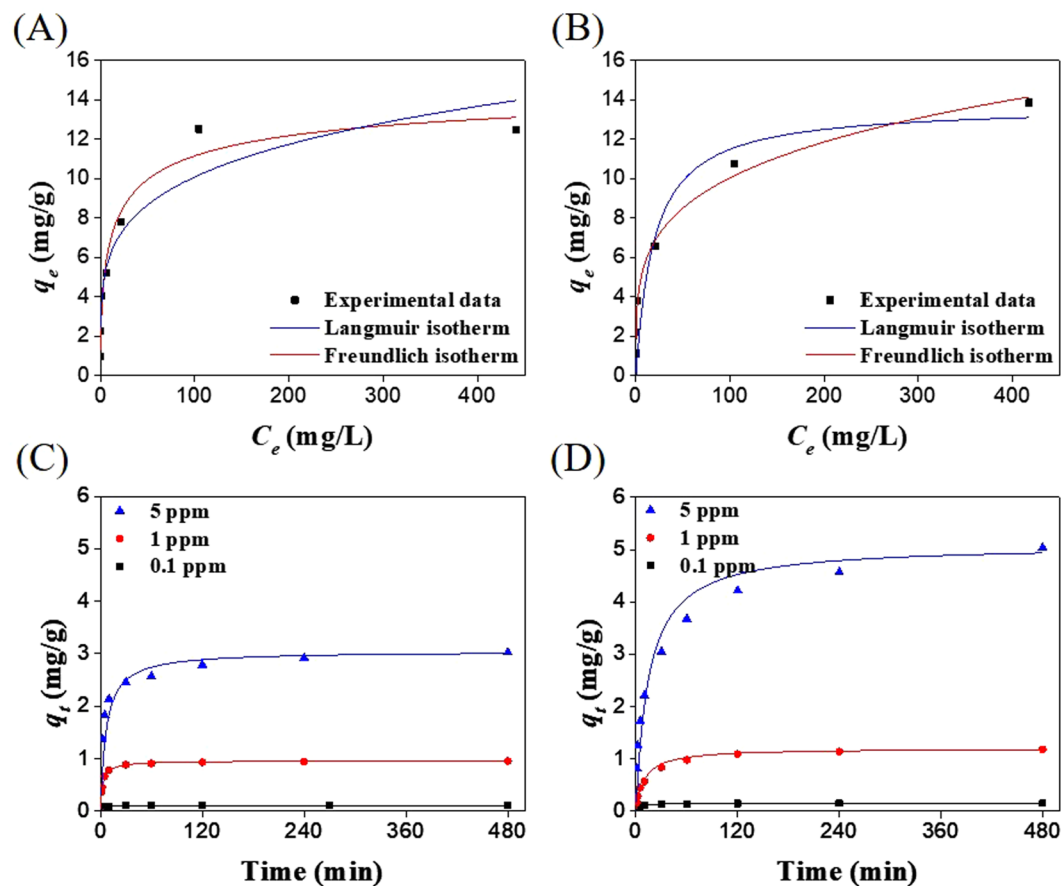 (A)
16
14
12
10
8
6
4
2
0
qe (mg/g)
Experimental data
Langmuir isotherm
Freundlich isotherm
0 100 200 300 400
Ce (mg/L)
(B)
16
14
12
10
8
6
4
2
0
qe (mg/g)
Experimental data
Langmuir isotherm
Freundlich isotherm
0 100 200 300 400
Ce (mg/L)
(C)
6
5
4
3
2
1
0
qt (mg/g)
5 ppm
1 ppm
0.1 ppm
0 120 240 360 480
Time (min)
(D)
6
5
4
3
2
1
0
qt (mg/g)
5 ppm
1 ppm
0.1 ppm
0 120 240 360 480
Time (min)